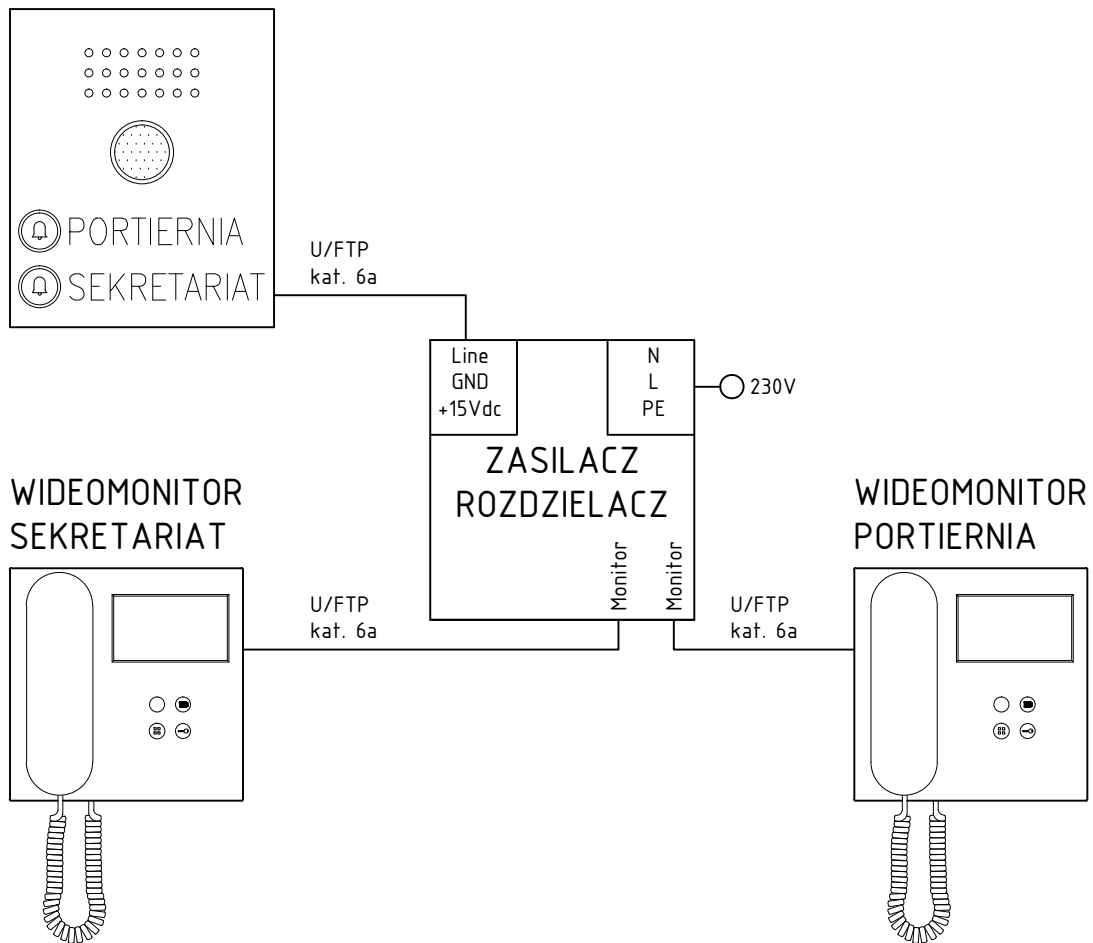 PORTIERNIA
SEKRETARIAT
U/FTP
kat. 6a
Line
GND
+15Vdc
N
L
PE
230V
ZASILACZ
ROZDZIELACZ
Monitor
Monitor
WIDEOMONITOR
SEKRETARIAT
U/FTP
kat. 6a
WIDEOMONITOR
PORTIERNIA
U/FTP
kat. 6a